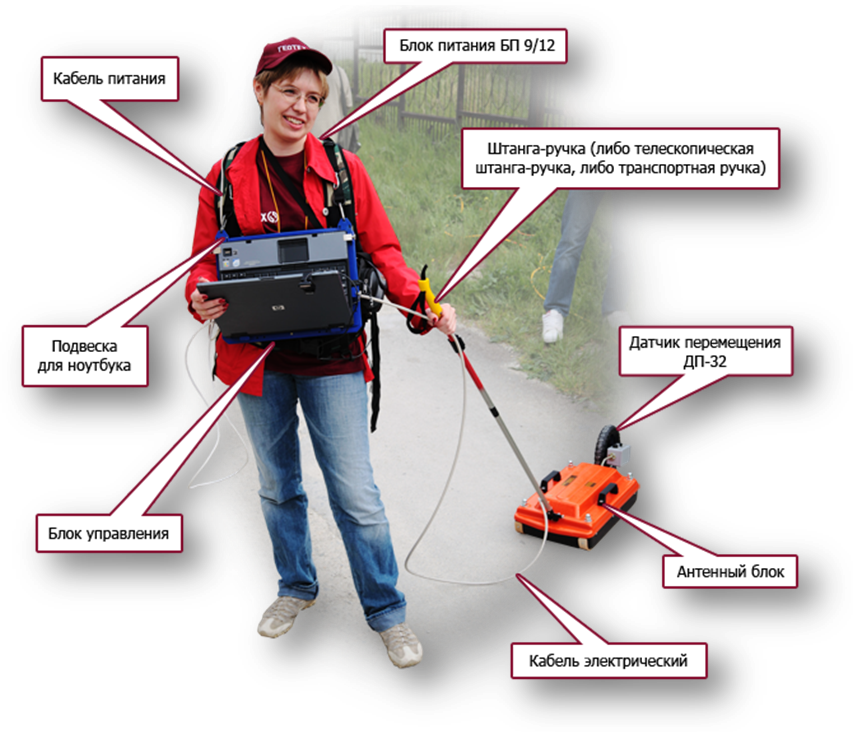 Блок питания БП 9/12
Кабель питания
Штанга-ручка (либо телескопическая
штанга-ручка, либо транспортная ручка)
Подвеска
для ноутбука
Датчик перемещения
ДП-32
Блок управления
Антенный блок
Кабель электрический
hp